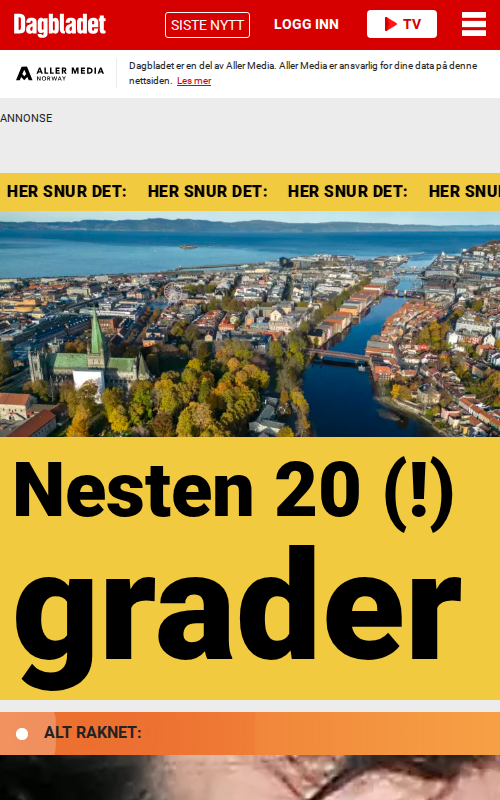 Dagbladet
SISTE NYTT
LOGG INN
TV
ALLER MEDIA
NORWAY
Dagbladet er en del av Aller Media. Aller Media er ansvarlig for dine data på denne
nettsiden. Les mer
ANNONSE
HER SNUR DET: HER SNUR DET: HER SNUR DET: HER SNU
Nesten 20 (!)
grader
ALT RAKNET: